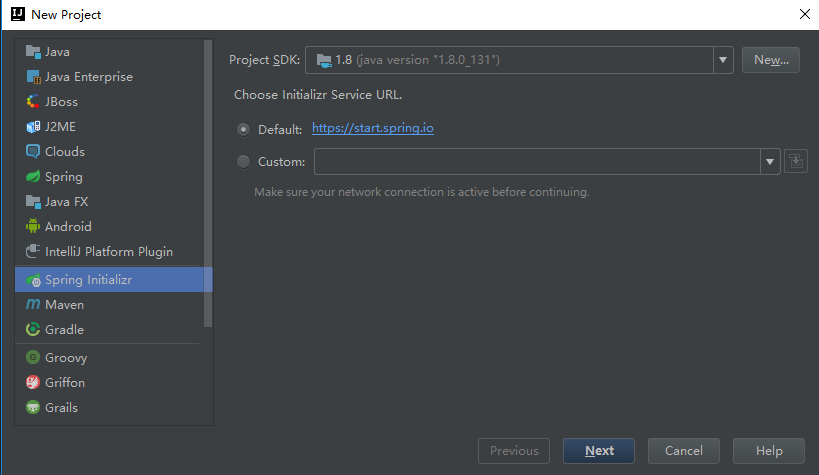 New Project
Java
Java Enterprise
JBoss
J2ME
Clouds
Spring
Java FX
Android
IntelliJ Platform Plugin
Spring Initializr
Maven
Gradle
Groovy
Griffon
Grails
Project SDK: 1.8 (java version "1.8.0_131") New...
Choose Initializr Service URL.
Default: https://start.spring.io
Custom:
Make sure your network connection is active before continuing.
Previous Next Cancel Help